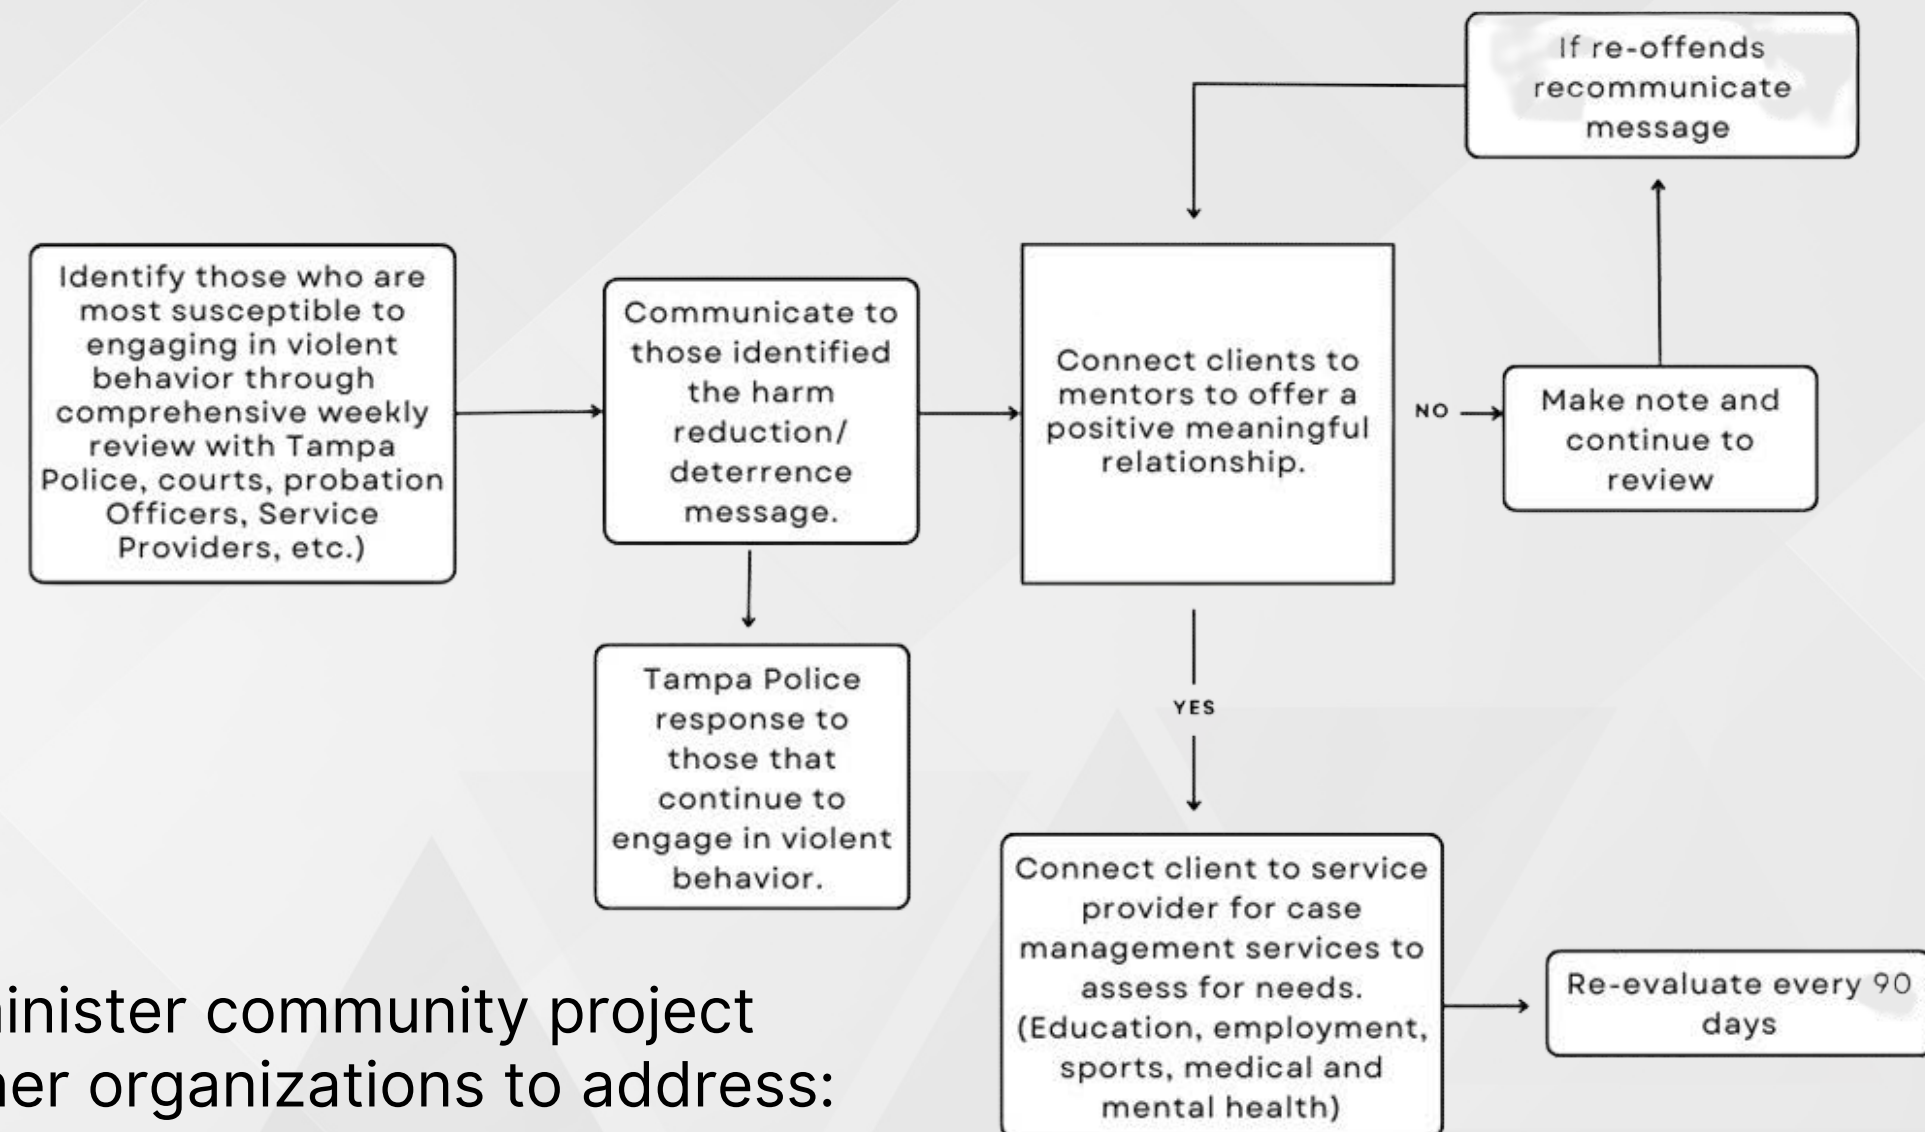 If re-offends
recommunicate
message
Identify those who are
most susceptible to
engaging in violent
behavior through
comprehensive weekly
review with Tampa
Police, courts, probation
Officers, Service
Providers, etc.)
Communicate to
those identified
the harm
reduction/
deterrence
message.
Connect clients to
mentors to offer a
positive meaningful
relationship.
NO
Make note and
continue to
review
Tampa Police
response to
those that
continue to
engage in violent
behavior.
YES
Connect client to service
provider for case
management services to
assess for needs.
(Education, employment,
sports, medical and
mental health)
Re-evaluate every 90
days
community project
organizations to address: